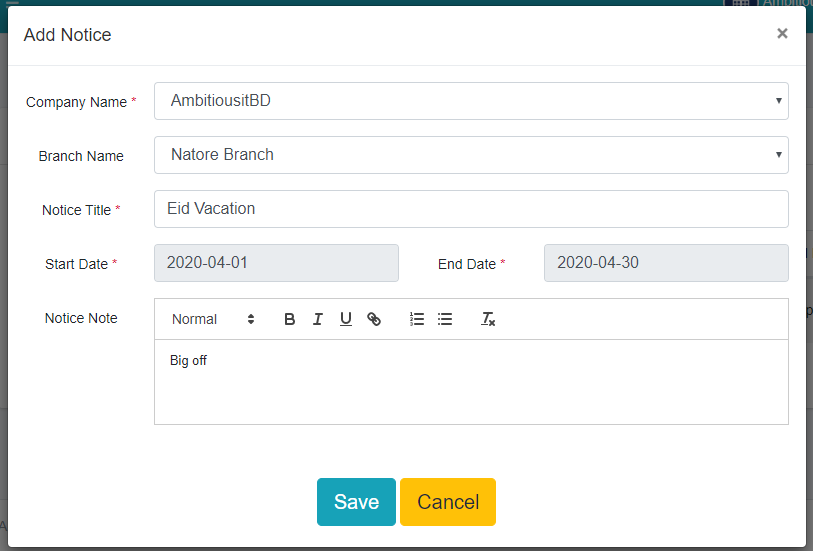 Add Notice ×
Company Name * AmbitiousitBD
Branch Name Natore Branch
Notice Title * Eid Vacation
Start Date * 2020-04-01 End Date * 2020-04-30
Notice Note Normal B I U
Big off
Save Cancel